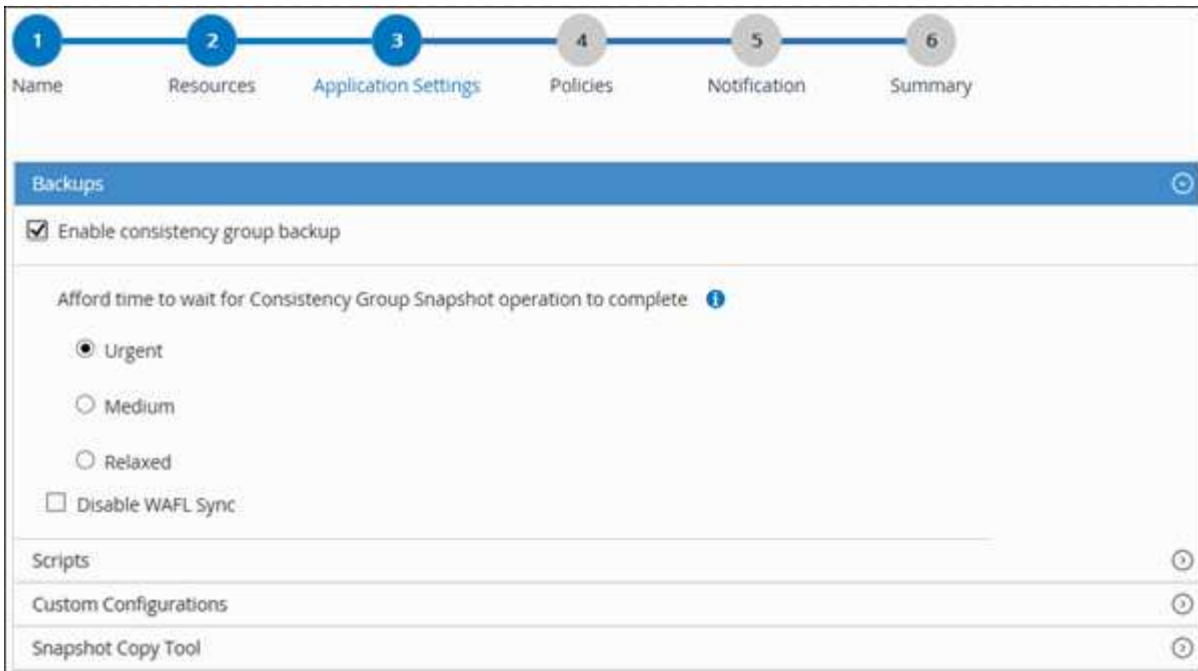 1 2 3 4 5 6
Name Resources Application Settings Policies Notification Summary
Backups
Enable consistency group backup
Afford time to wait for Consistency Group Snapshot operation to complete i
Urgent
Medium
Relaxed
Disable WAFL Sync
Scripts
Custom Configurations
Snapshot Copy Tool